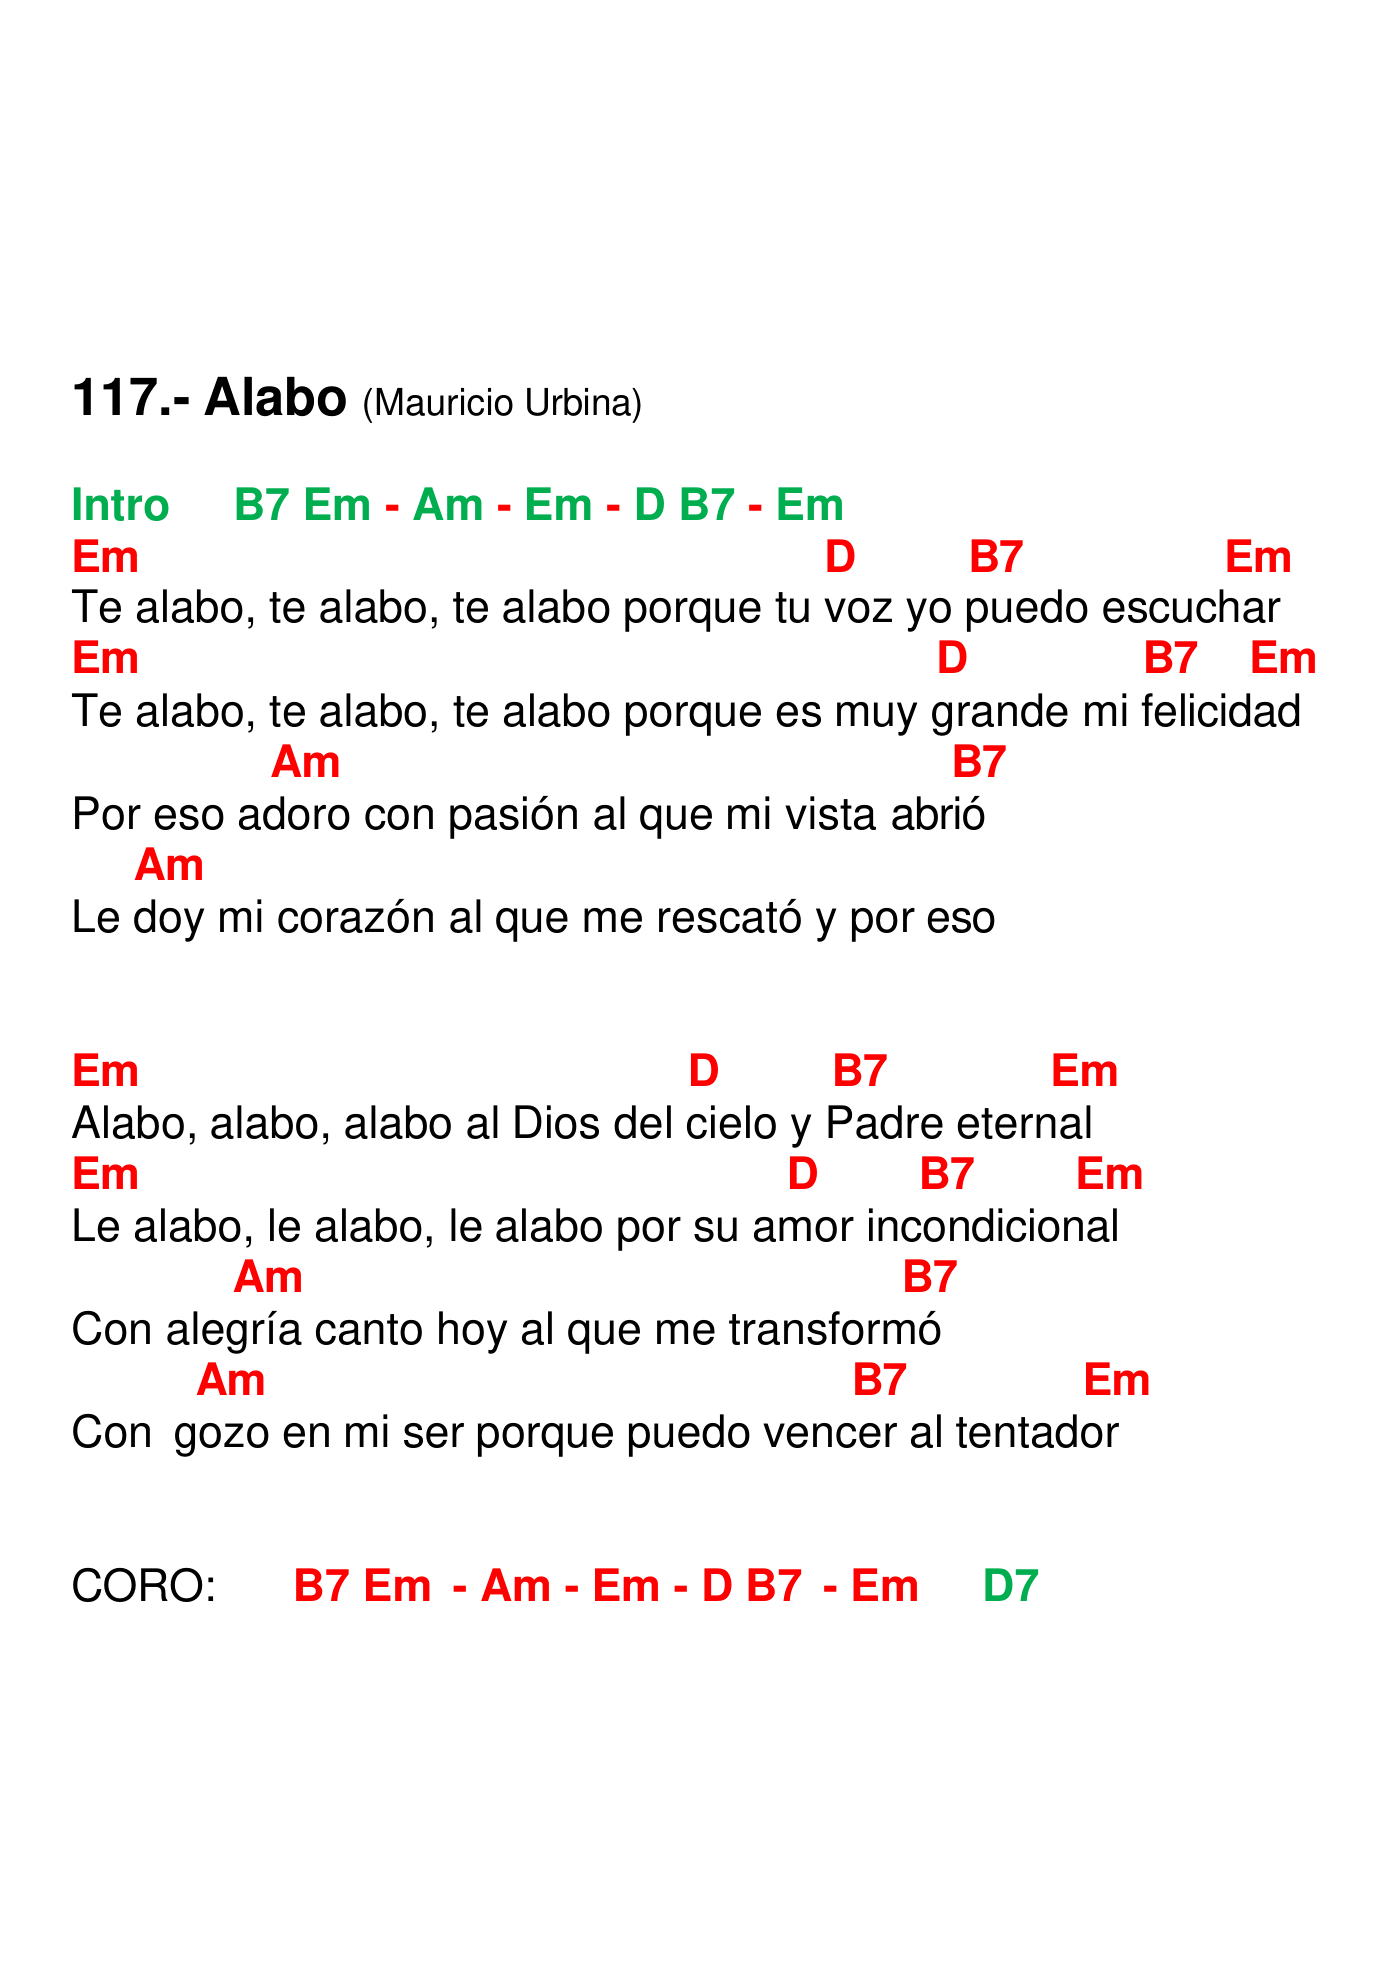 117.- Alabo (Mauricio Urbina)
Intro B7 Em - Am - Em - D B7 - Em
Em D B7 Em
Te alabo, te alabo, te alabo porque tu voz yo puedo escuchar
Em D B7 Em
Te alabo, te alabo, te alabo porque es muy grande mi felicidad
Am B7
Por eso adoro con pasión al que mi vista abrió
Am
Le doy mi corazón al que me rescató y por eso
Em D B7 Em
Alabo, alabo, alabo al Dios del cielo y Padre eternal
Em D B7 Em
Le alabo, le alabo, le alabo por su amor incondicional
Am B7
Con alegría canto hoy al que me transformó
Am B7 Em
Con  gozo en mi ser porque puedo vencer al tentador
CORO: B7 Em - Am - Em - D B7 - Em D7